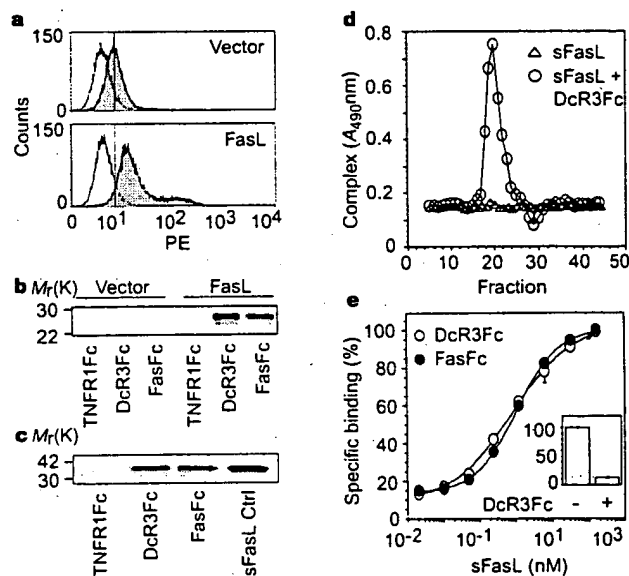 a
150
Vector
0
Counts
150
FasL
0
0 10¹ 10² 10³ 10⁴
PE
b Mr(K)
Vector FasL
30
22
TNFR1Fc
DcR3Fc
FasFc
TNFR1Fc
DcR3Fc
FasFc
c Mr(K)
42
30
TNFR1Fc
DcR3Fc
FasFc
sFasL Ctrl
d
Complex (A490nm)
0.8
0.6
0.4
0.2
0
sFasL
sFasL +
DcR3Fc
0 10 20 30 40 50
Fraction
e
Specific binding (%)
100
80
60
40
20
0
DcR3Fc
FasFc
100
50
0
DcR3Fc - +
10⁻² 10⁻¹ 10¹ 10³
sFasL (nM)